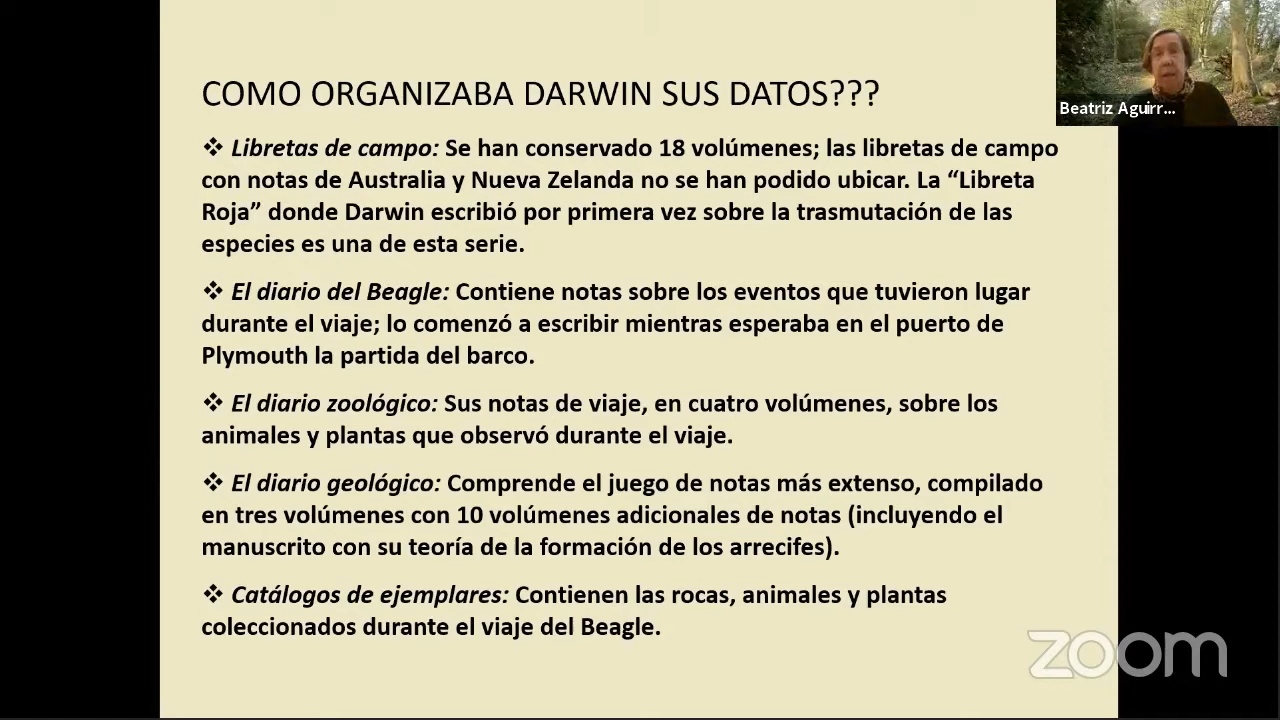 COMO ORGANIZABA DARWIN SUS DATOS???
Beatriz Aguirr...
❖ Libretas de campo: Se han conservado 18 volúmenes; las libretas de campo
con notas de Australia y Nueva Zelanda no se han podido ubicar. La “Libreta
Roja” donde Darwin escribió por primera vez sobre la trasmutación de las
especies es una de esta serie.
❖ El diario del Beagle: Contiene notas sobre los eventos que tuvieron lugar
durante el viaje; lo comenzó a escribir mientras esperaba en el puerto de
Plymouth la partida del barco.
❖ El diario zoológico: Sus notas de viaje, en cuatro volúmenes, sobre los
animales y plantas que observó durante el viaje.
❖ El diario geológico: Comprende el juego de notas más extenso, compilado
en tres volúmenes con 10 volúmenes adicionales de notas (incluyendo el
manuscrito con su teoría de la formación de los arrecifes).
❖ Catálogos de ejemplares: Contienen las rocas, animales y plantas
coleccionados durante el viaje del Beagle.
zoom